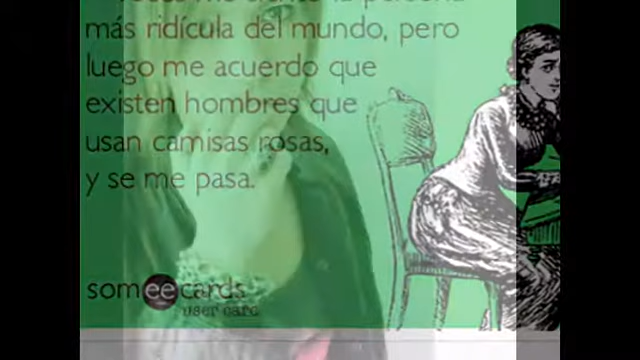 más ridícula del mundo, pero
luego me acuerdo que
existen hombres que
usan camisas rosas,
y se me pasa.
someecards
user card